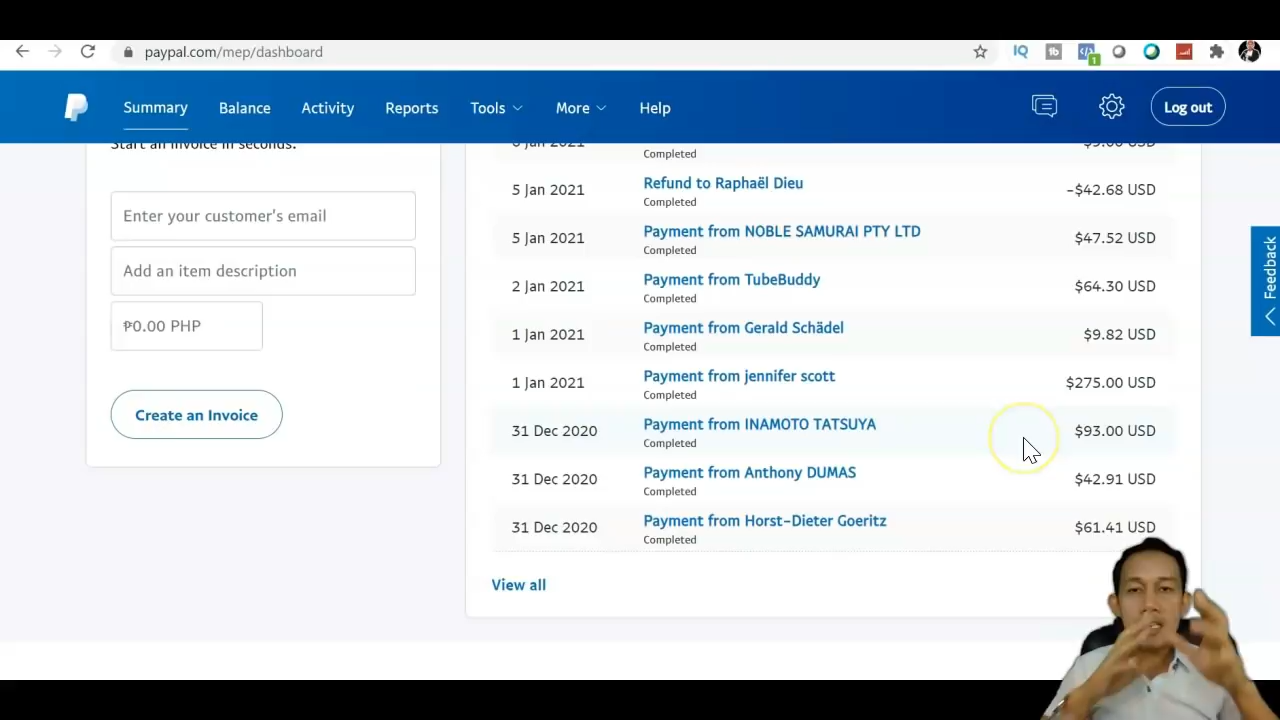 paypal.com/mep/dashboard
Summary
Balance
Activity
Reports
Tools
More
Help
Log out
Start an invoice in seconds.
Enter your customer's email
Add an item description
₱0.00 PHP
Create an Invoice
Completed
5 Jan 2021 Refund to Raphaël Dieu -$42.68 USD
Completed
5 Jan 2021 Payment from NOBLE SAMURAI PTY LTD $47.52 USD
Completed
2 Jan 2021 Payment from TubeBuddy $64.30 USD
Completed
1 Jan 2021 Payment from Gerald Schädel $9.82 USD
Completed
1 Jan 2021 Payment from jennifer scott $275.00 USD
Completed
31 Dec 2020 Payment from INAMOTO TATSUYA $93.00 USD
Completed
31 Dec 2020 Payment from Anthony DUMAS $42.91 USD
Completed
31 Dec 2020 Payment from Horst-Dieter Goeritz $61.41 USD
Completed
View all
Feedback